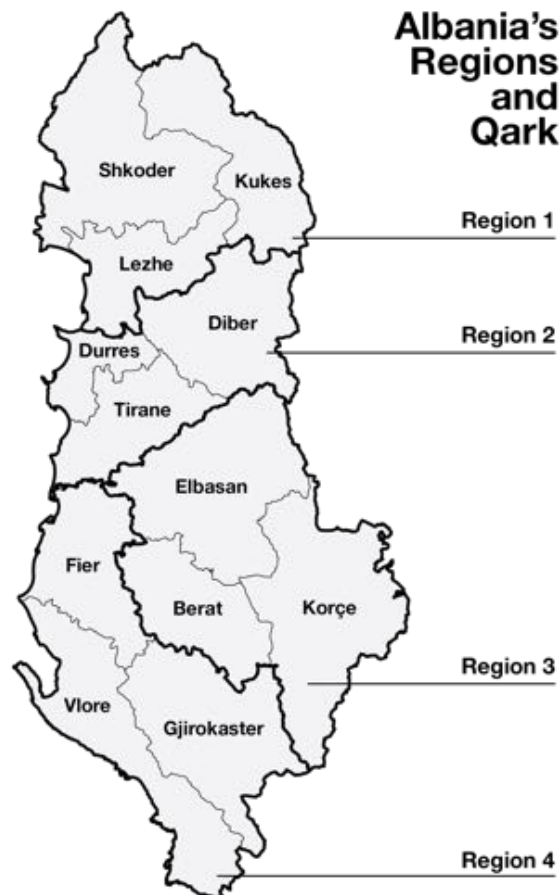 Albania's
Regions
and
Qark
Shkoder
Kukes
Region 1
Lezhe
Diber
Region 2
Durres
Tirane
Elbasan
Fier
Berat
Korçe
Region 3
Vlore
Gjirokaster
Region 4